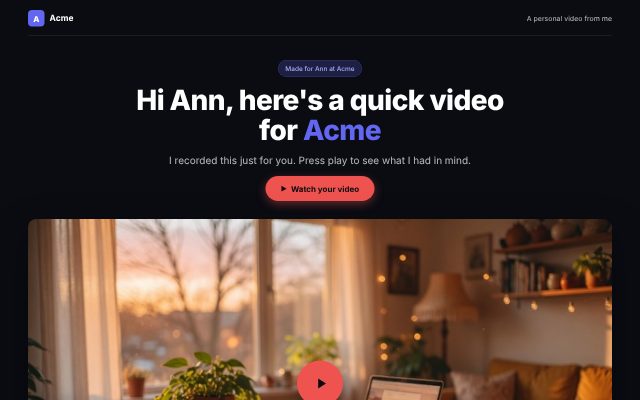 A Acme
A personal video from me
Made for Ann at Acme
Hi Ann, here's a quick video
for Acme
I recorded this just for you. Press play to see what I had in mind.
Watch your video